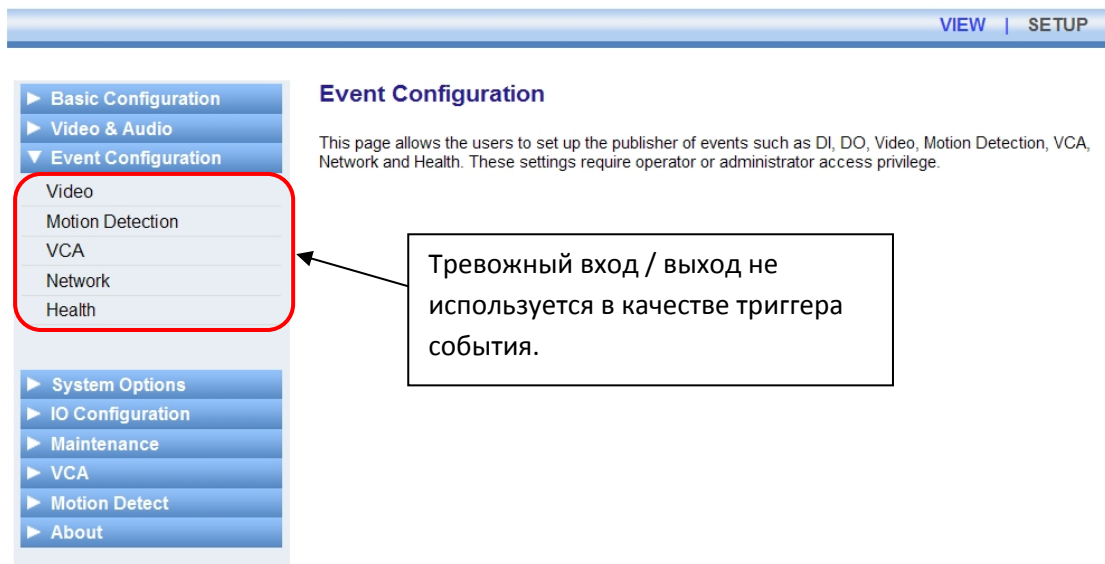 VIEW | SETUP
Basic Configuration
Video & Audio
Event Configuration
Video
Motion Detection
VCA
Network
Health
System Options
IO Configuration
Maintenance
VCA
Motion Detect
About
Event Configuration
This page allows the users to set up the publisher of events such as DI, DO, Video, Motion Detection, VCA,
Network and Health. These settings require operator or administrator access privilege.
Тревожный вход / выход не
используется в качестве триггера
события.